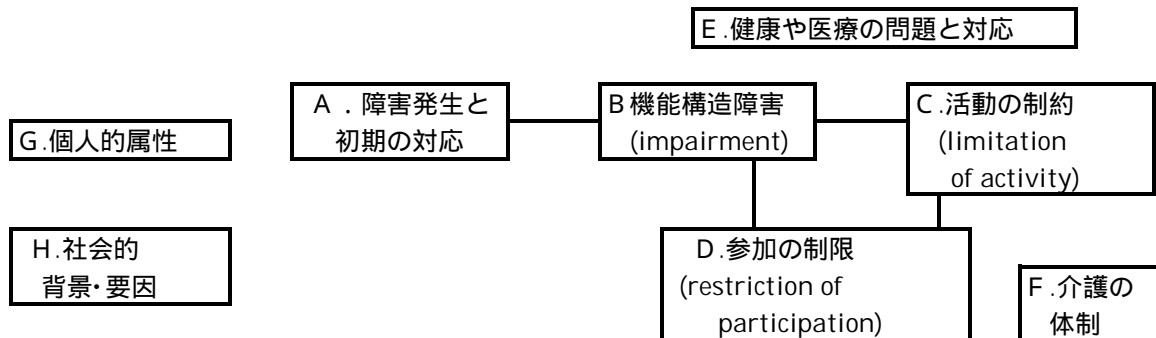 E.健康や医療の問題と対応
A．障害発生と
初期の対応
B機能構造障害
(impairment)
C.活動の制約
(limitation
of activity)
G.個人的属性
H.社会的
背景・要因
D.参加の制限
(restriction of
participation)
F.介護の
体制